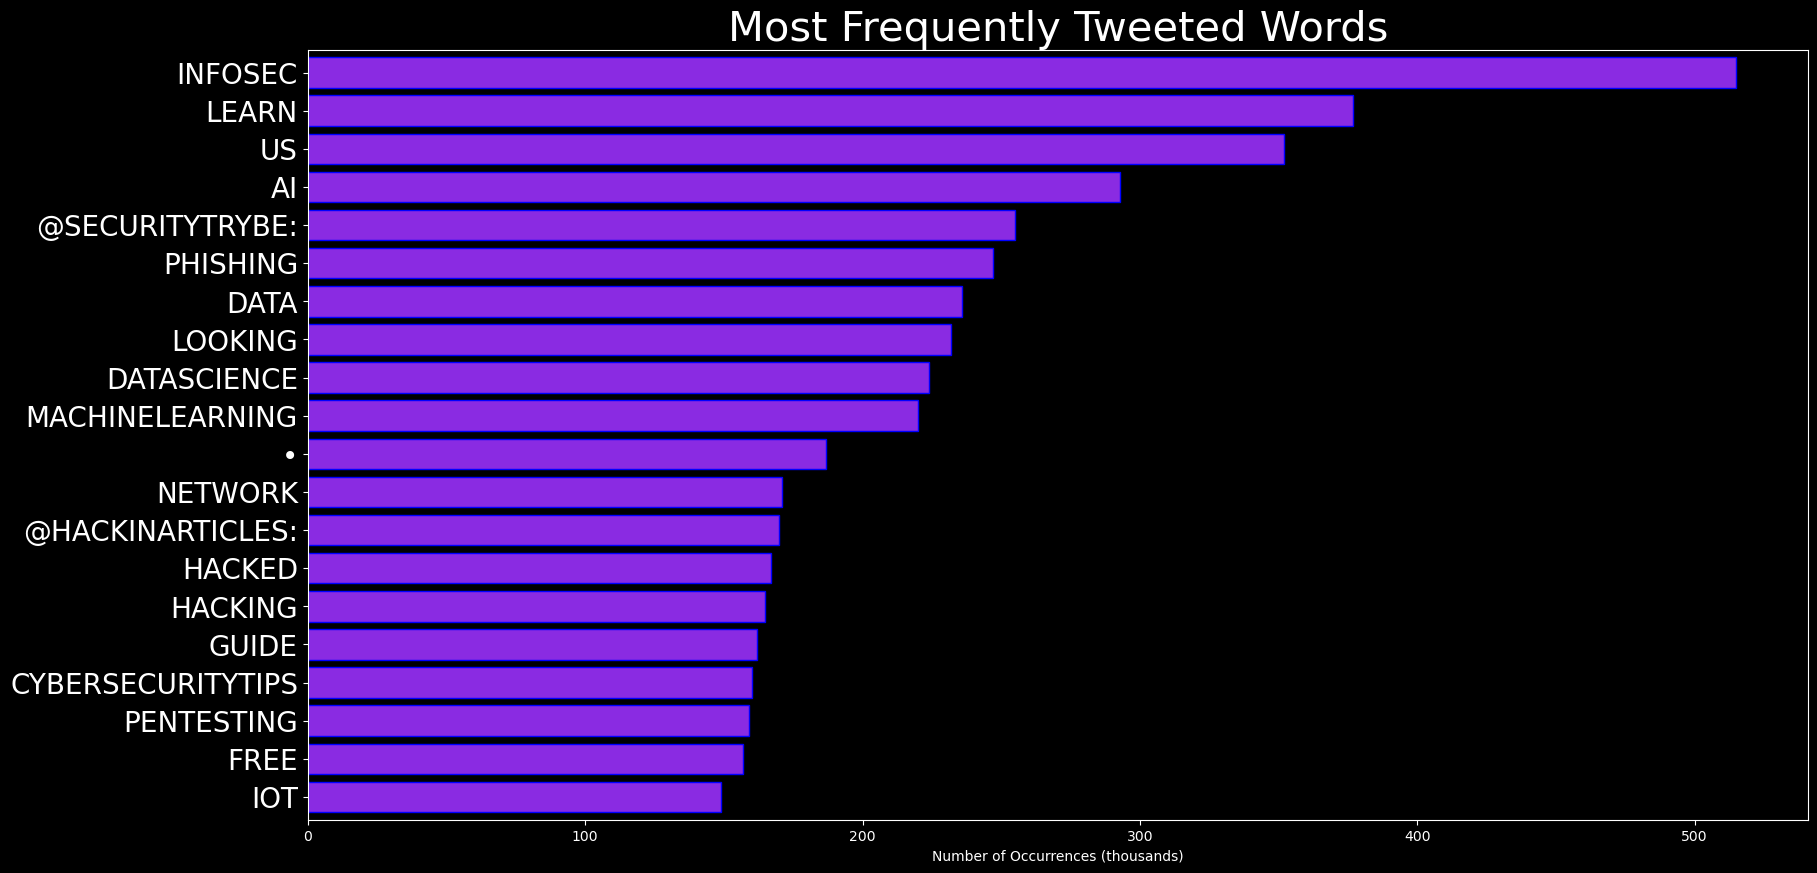 Most Frequently Tweeted Words
INFOSEC
LEARN
US
AI
@SECURITYTRYBE:
PHISHING
DATA
LOOKING
DATASCIENCE
MACHINELEARNING
•
NETWORK
@HACKINARTICLES:
HACKED
HACKING
GUIDE
CYBERSECURITYTIPS
PENTESTING
FREE
IOT
0 100 200 300 400 500
Number of Occurrences (thousands)